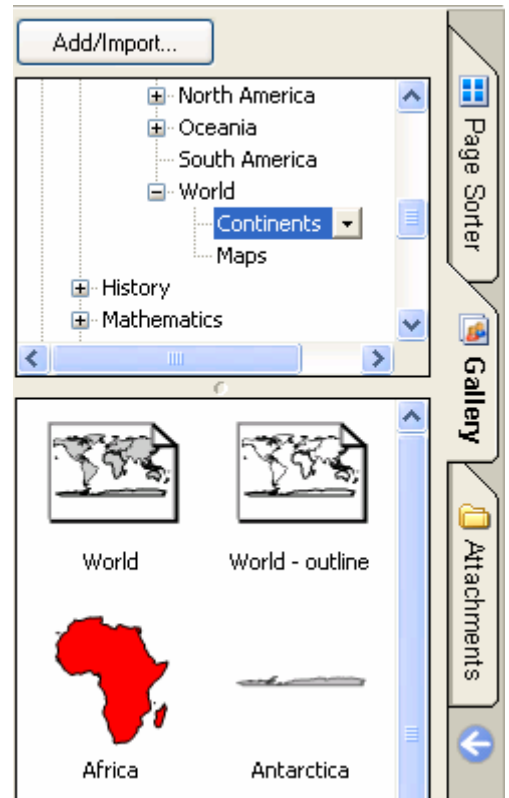 Add/Import...
North America
Oceania
South America
World
Continents
Maps
History
Mathematics
World
World - outline
Africa
Antarctica
Page Sorter
Gallery
Attachments